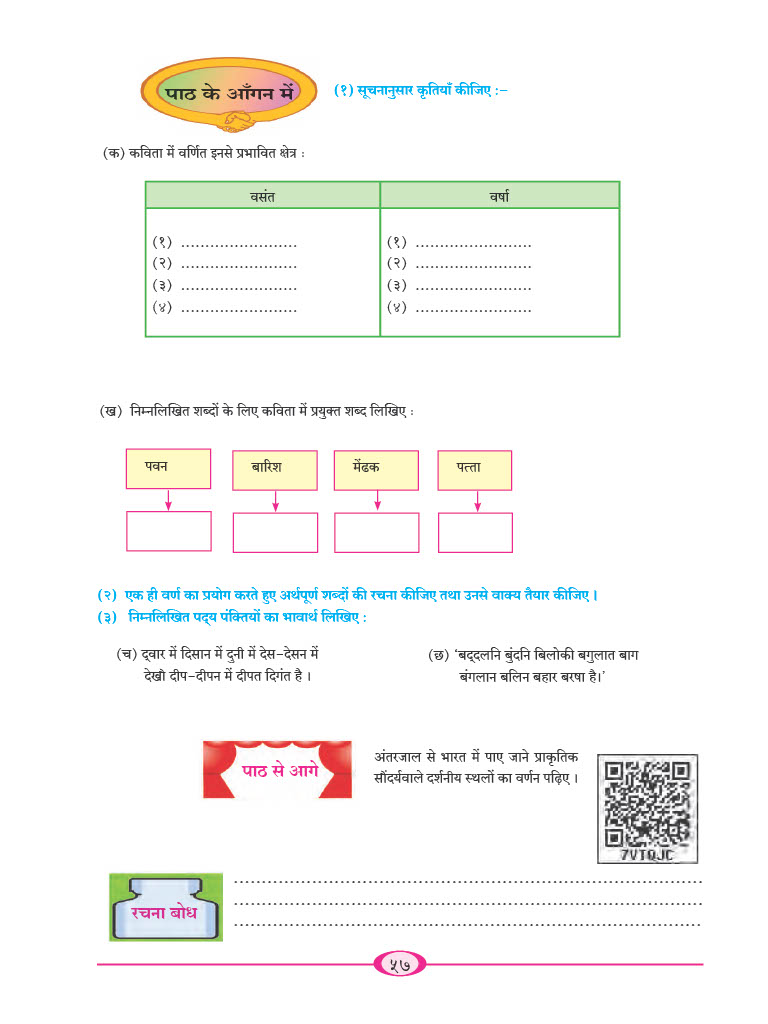 पाठ के आँगन में
(१) सूचनानुसार कृतियाँ कीजिए :–
(क) कविता में वर्णित इनसे प्रभावित क्षेत्र :
वसंत
वर्षा
(१) ........................
(१) ........................
(२) ........................
(२) ........................
(३) ........................
(३) ........................
(४) ........................
(४) ........................
(ख) निम्नलिखित शब्दों के लिए कविता में प्रयुक्त शब्द लिखिए :
पवन
बारिश
मेंढक
पत्ता
(२) एक ही वर्ण का प्रयोग करते हुए अर्थपूर्ण शब्दों की रचना कीजिए तथा उनसे वाक्य तैयार कीजिए ।
(३) निम्नलिखित पद्य पंक्तियों का भावार्थ लिखिए :
(च) द्वार में दिसान में दुनी में देस-देसन में
देखौ दीप-दीपन में दीपत दिगंत है ।
(छ) ‘बद्दलनि बुंदनि बिलोकी बगुलात बाग
बंगलान बलिन बहार बरषा है।’
पाठ से आगे
अंतरजाल से भारत में पाए जाने प्राकृतिक
सौंदर्यवाले दर्शनीय स्थलों का वर्णन पढ़िए ।
7VTQJC
रचना बोध
................................................................................
................................................................................
................................................................................
५७